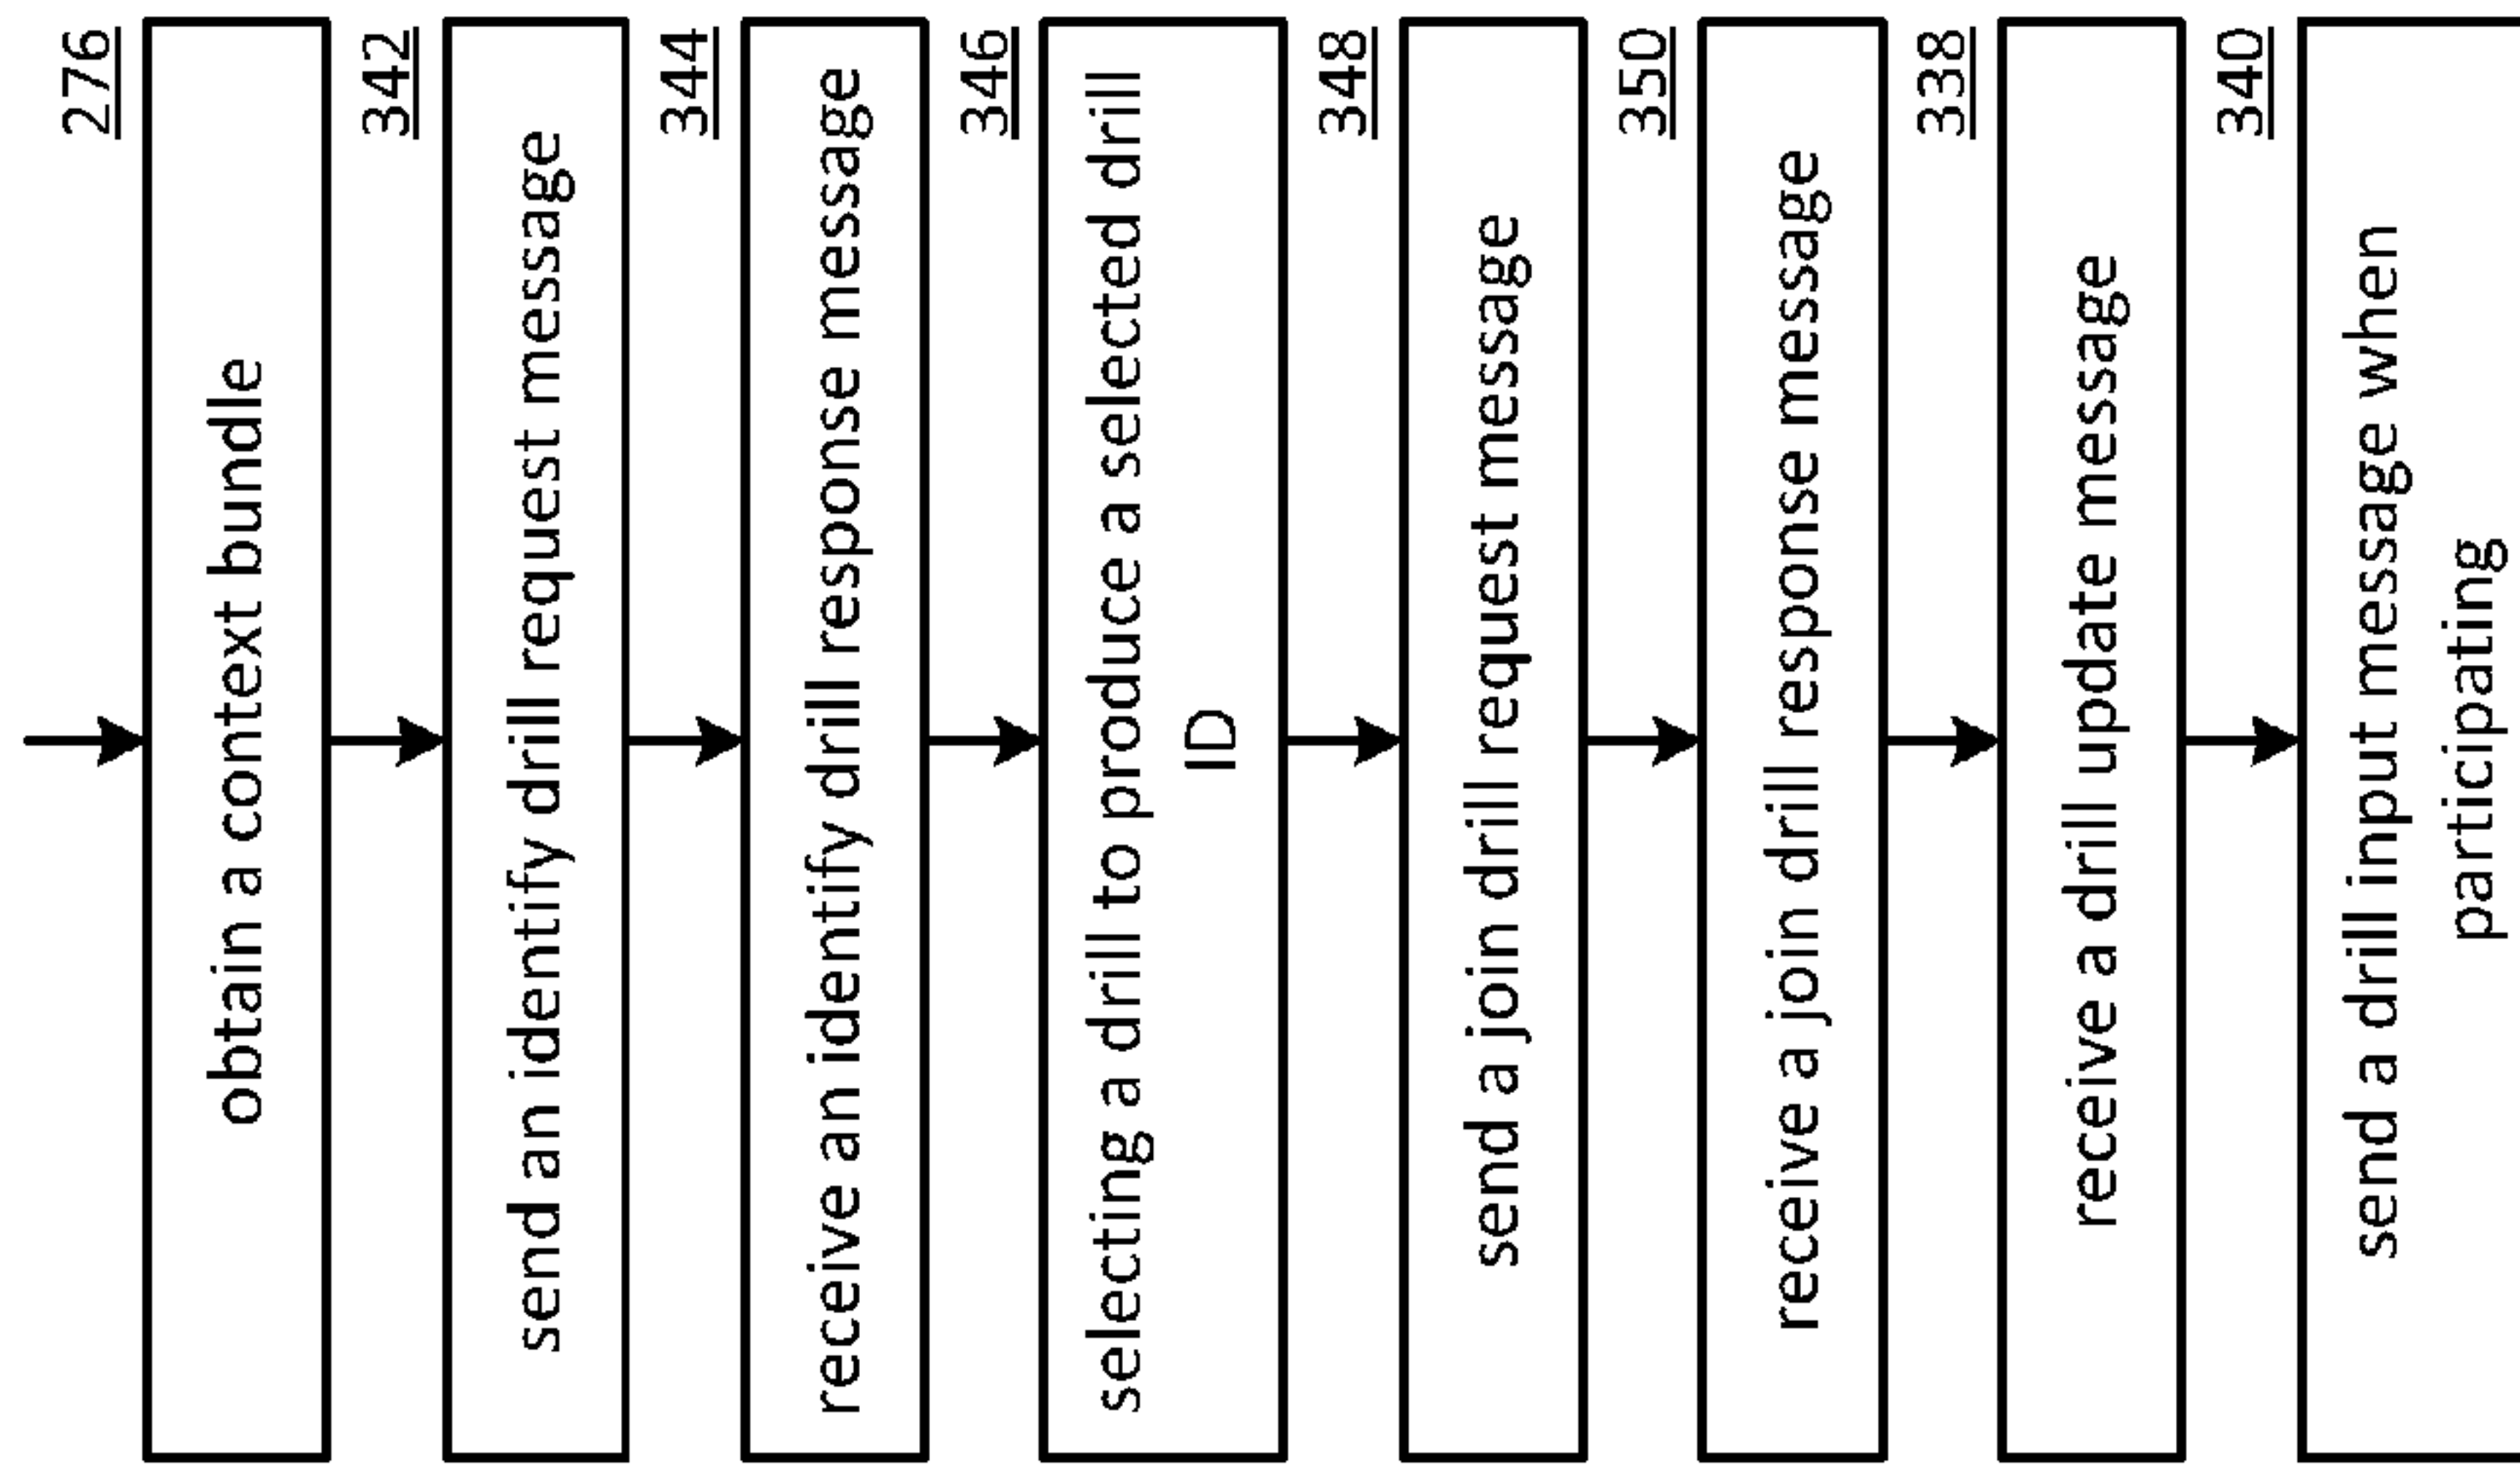 276
obtain a context bundle
342
send an identify drill request message
344
receive an identify drill response message
346
selecting a drill to produce a selected drill
ID
348
send a join drill request message
350
receive a join drill response message
338
receive a drill update message
340
send a drill input message when
participating